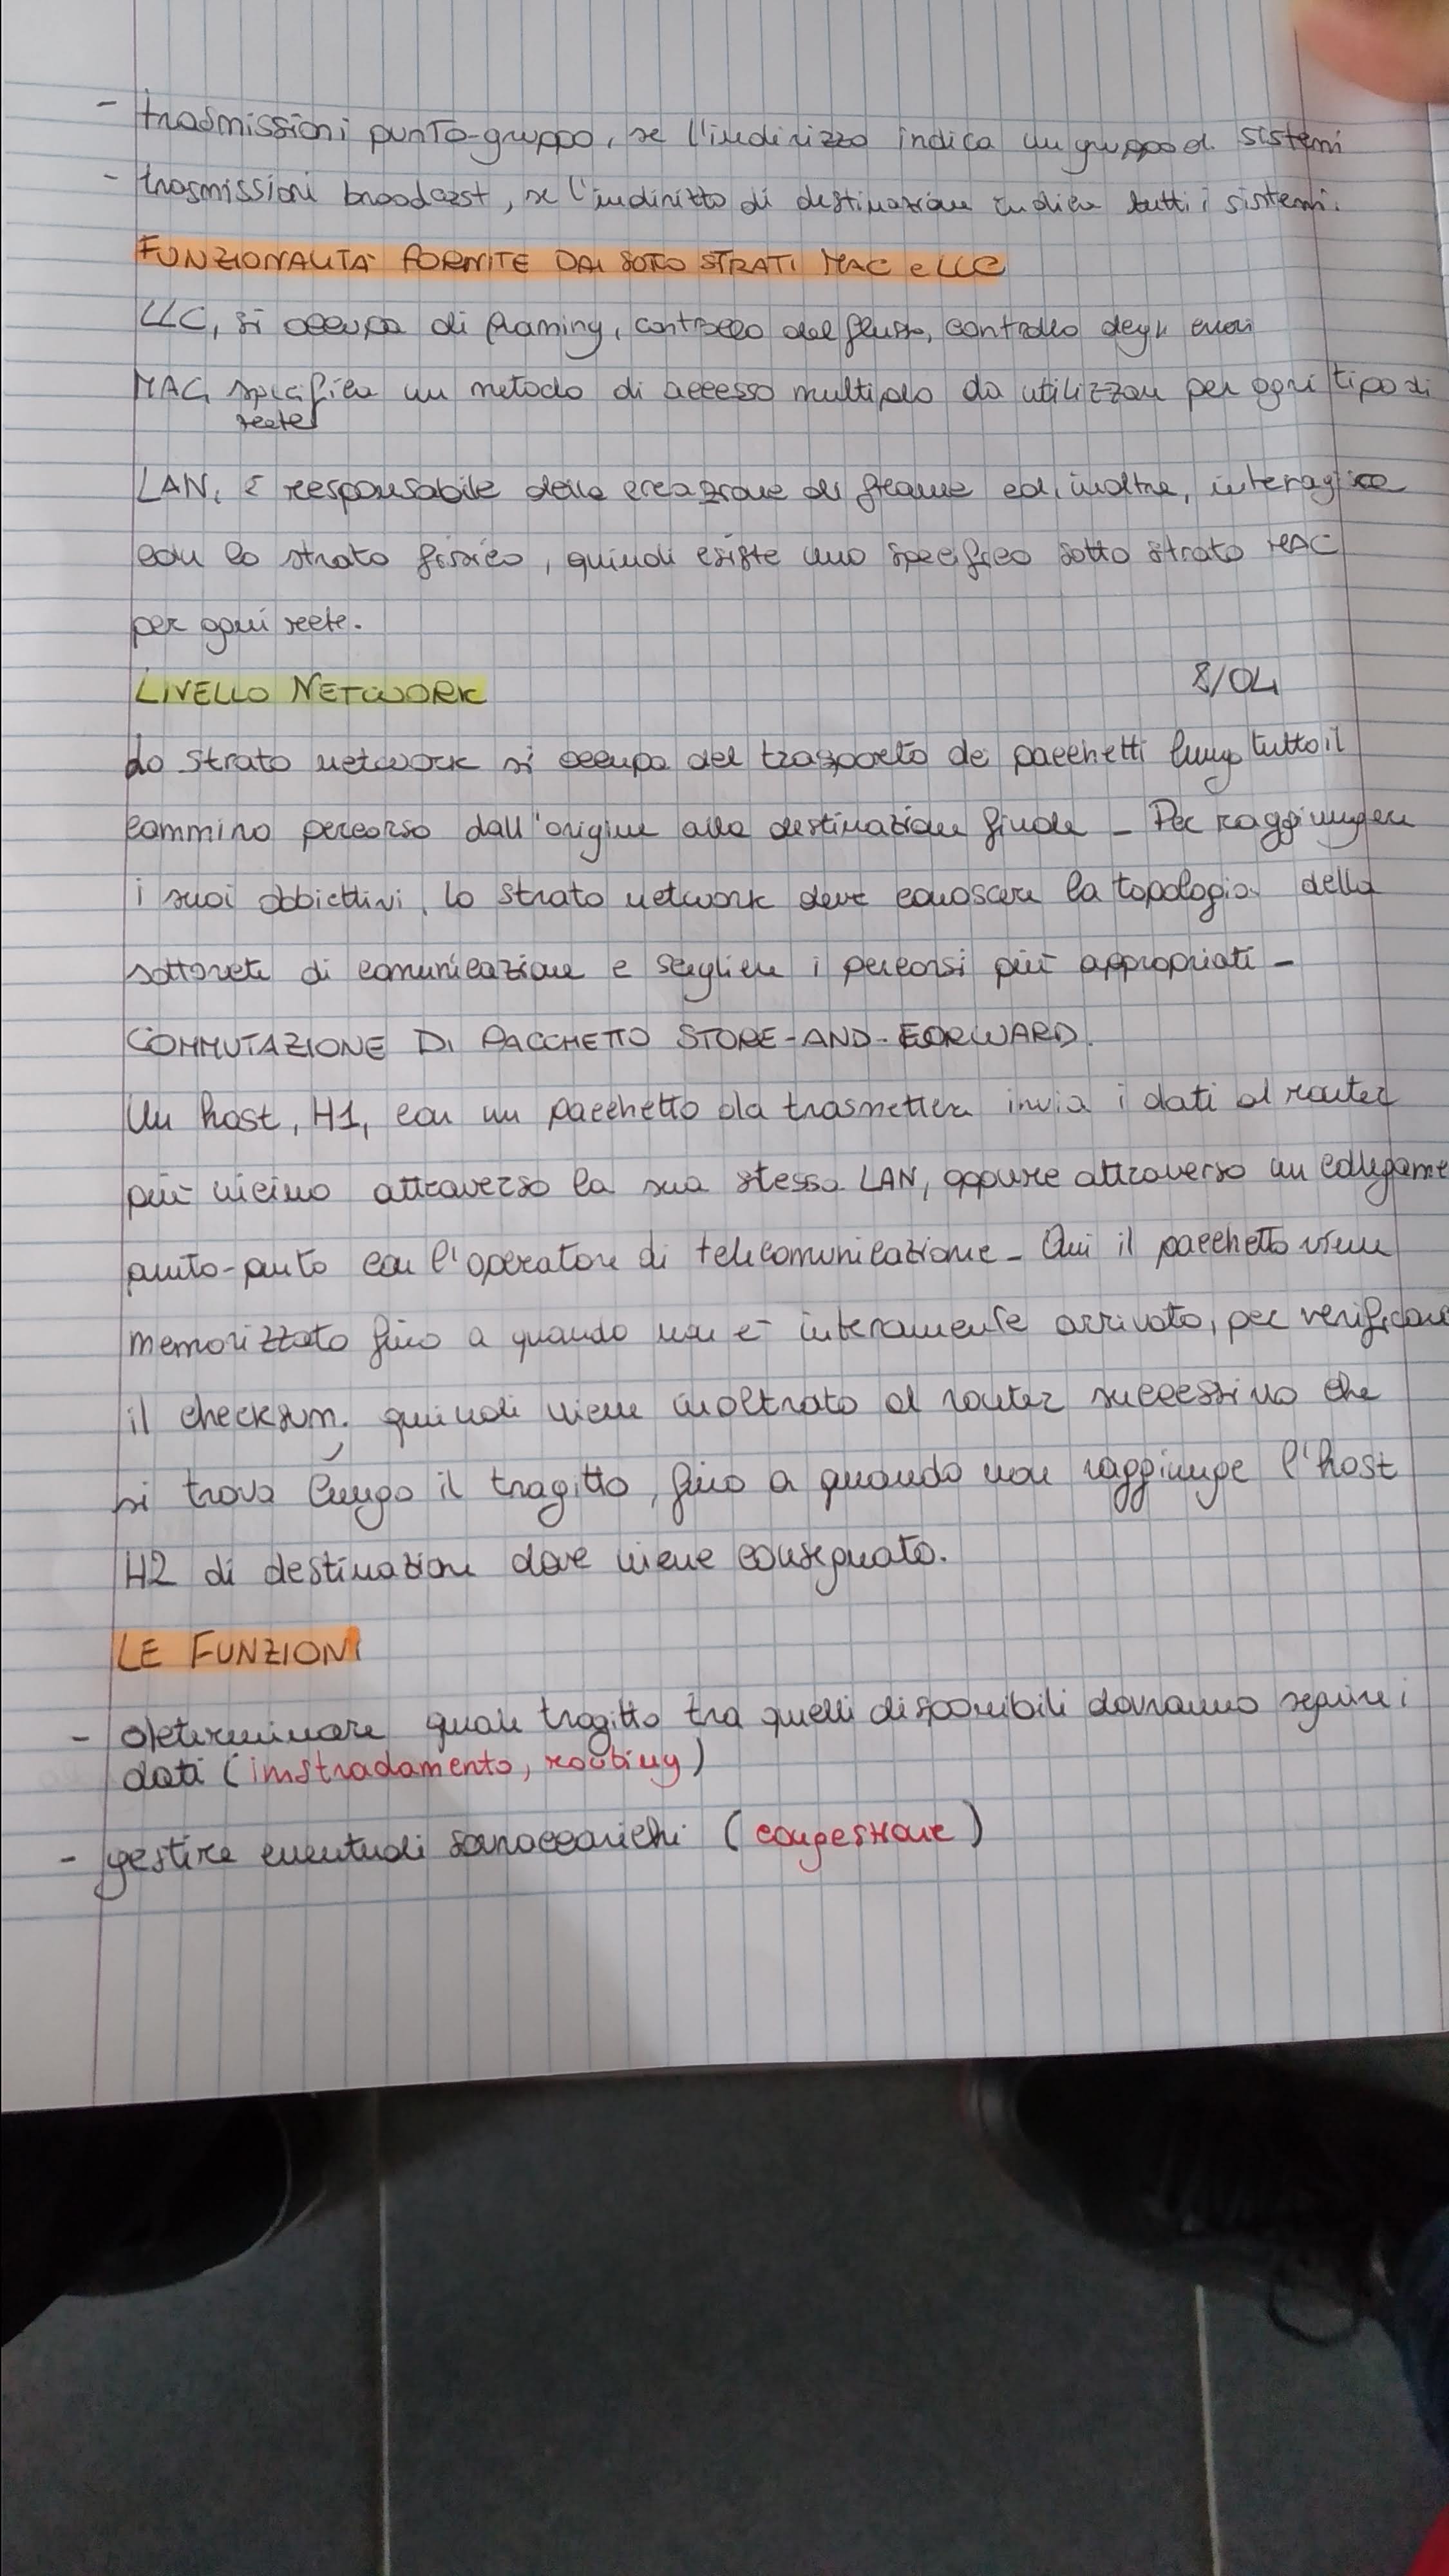 - trasmissioni punto-gruppo, se l'indirizzo indica un gruppo di sistemi
- trasmissioni broadcast, se l'indirizzo di destinazione indica tutti i sistemi.
FUNZIONALITÀ FORNITE DAI SOTTO STRATI MAC e LLC
LLC, si occupa di framing, controllo del flusso, controllo degli errori
MAC, specifica un metodo di accesso multiplo da utilizzare per ogni tipo di
rete
LAN, è responsabile della creazione di frame ed, inoltre, interagisce
con lo strato fisico, quindi esiste uno specifico sotto strato MAC
per ogni rete.
LIVELLO NETWORK 8/04
Lo strato network si occupa del trasporto dei pacchetti lungo tutto il
cammino percorso dall'origine alla destinazione finale - Per raggiungere
i suoi obbiettivi, lo strato network deve conoscere la topologia della
sottorete di comunicazione e scegliere i percorsi più appropriati -
COMMUTAZIONE DI PACCHETTO STORE-AND-FORWARD.
Un host, H1, con un pacchetto da trasmettere invia i dati al router
più vicino attraverso la sua stessa LAN, oppure attraverso un collegame
punto-punto con l'operatore di telecomunicazione - Qui il pacchetto viene
memorizzato fino a quando non è interamente arrivato, per verificare
il checksum. quindi viene inoltrato al router successivo che
si trova lungo il tragitto, fino a quando non raggiunge l'host
H2 di destinazione dove viene consegnato.
LE FUNZIONI
- determinare quale tragitto tra quelli disponibili dovranno seguire i
dati (instradamento, routing)
- gestire eventuali sovraccarichi (congestione)